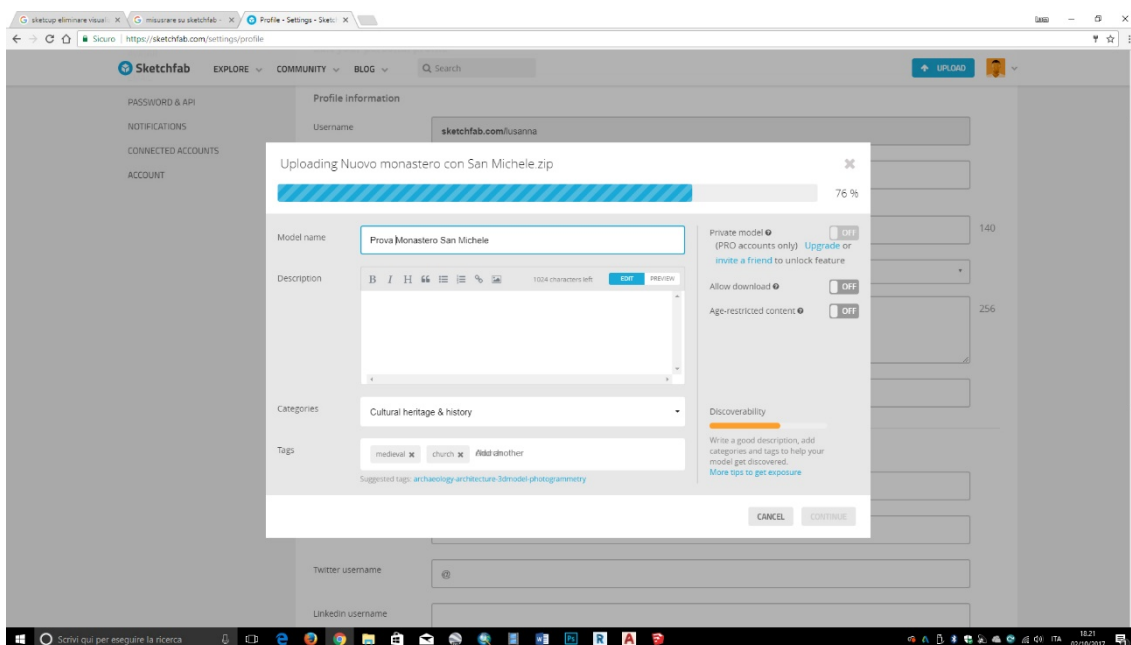 sketcup eliminare visuali
misusrare su sketchfab -
Profile - Settings - Sketc
Sicuro https://sketchfab.com/settings/profile
Sketchfab EXPLORE COMMUNITY BLOG Search UPLOAD
PASSWORD & API
NOTIFICATIONS
CONNECTED ACCOUNTS
ACCOUNT
Profile information
Username sketchfab.com/lusanna
Uploading Nuovo monastero con San Michele.zip
76 %
Model name Prova Monastero San Michele
Description B I H 1024 characters left EDIT PREVIEW
Categories Cultural heritage & history
Tags medieval church another
Suggested tags: archaeology-architecture-3dmodel-photogrammetry
Private model OFF
(PRO accounts only) Upgrade or
invite a friend to unlock feature
Allow download OFF
Age-restricted content OFF
Discoverability
Write a good description, add
categories and tags to help your
model get discovered.
More tips to get exposure
CANCEL CONTINUE
140
256
Twitter username @
Linkedin username
Scrivi qui per eseguire la ricerca
ITA
18.21
02/10/2017